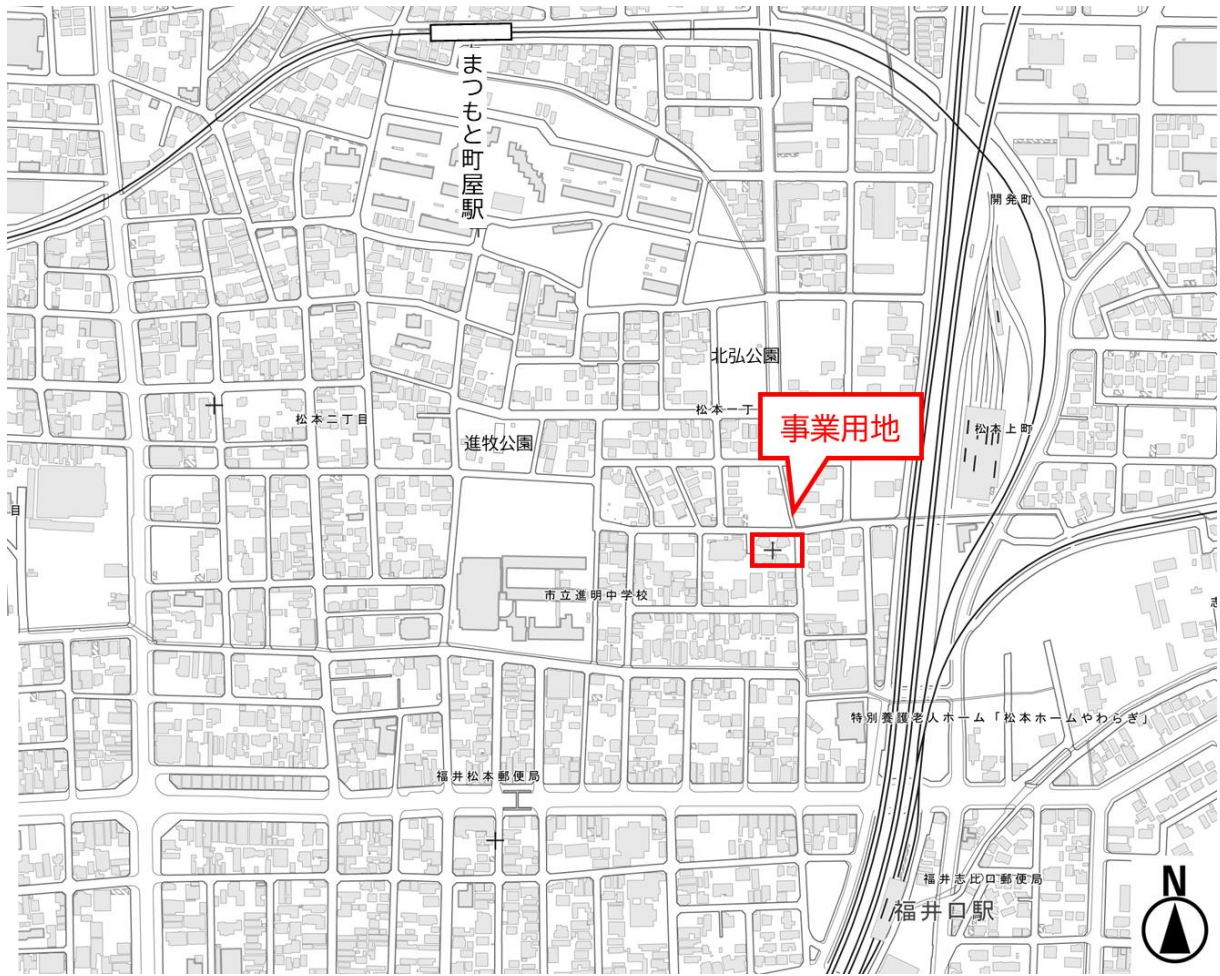 まつもと町屋駅
開発町
北弘公園
松本一丁
事業用地
松本二丁目
松本上町
進牧公園
目
市立進明中学校
志
特別養護老人ホーム「松本ホームやわらぎ」
福井松本郵便局
福井志比口郵便局
福井口駅
N